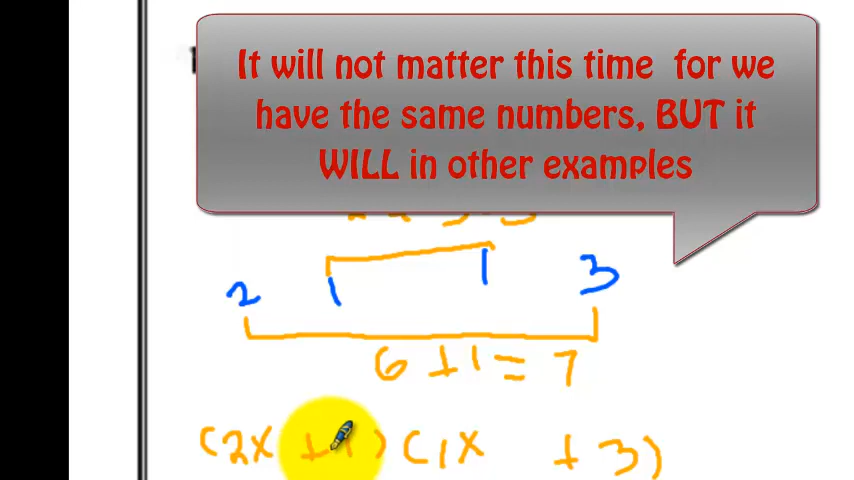 It will not matter this time for we
have the same numbers, BUT it
WILL in other examples
2 1 1 3
6 + 1 = 7
(2x + 1) (1x + 3)